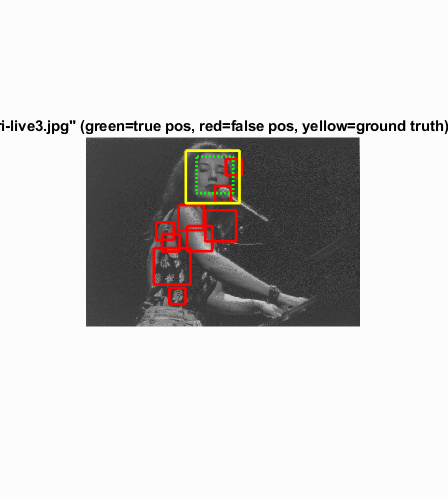 ri-live3.jpg" (green=true pos, red=false pos, yellow=ground truth)